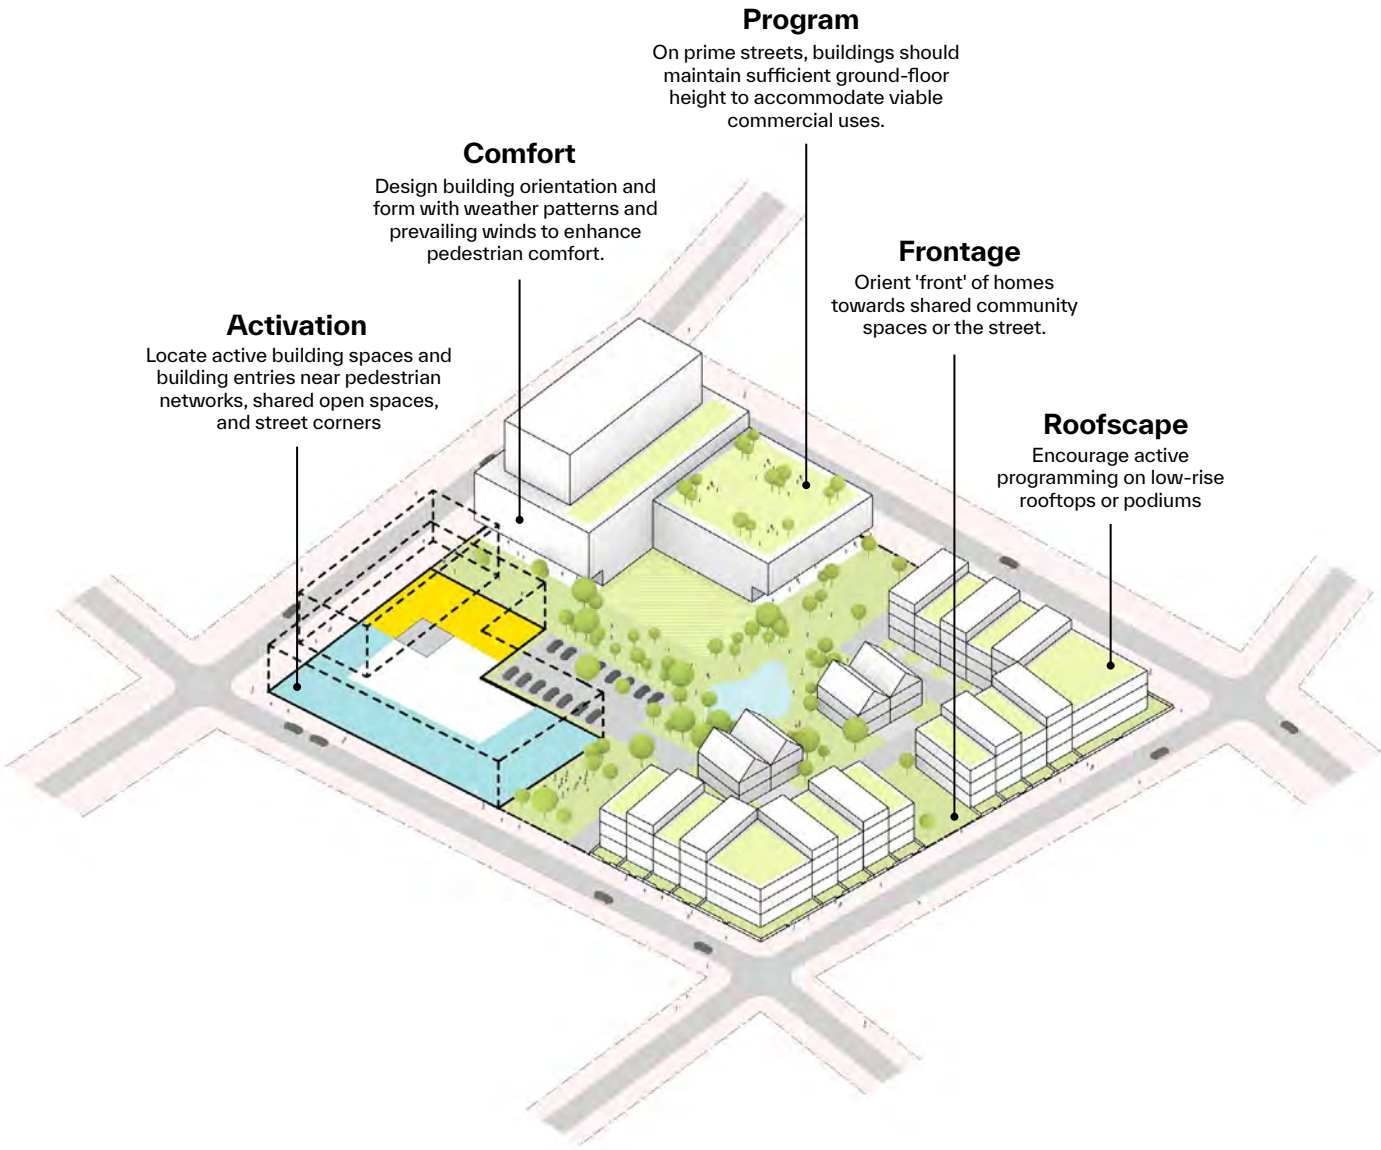 Program
On prime streets, buildings should
maintain sufficient ground-floor
height to accommodate viable
commercial uses.
Comfort
Design building orientation and
form with weather patterns and
prevailing winds to enhance
pedestrian comfort.
Frontage
Orient 'front' of homes
towards shared community
spaces or the street.
Activation
Locate active building spaces and
building entries near pedestrian
networks, shared open spaces,
and street corners
Roofscape
Encourage active
programming on low-rise
rooftops or podiums